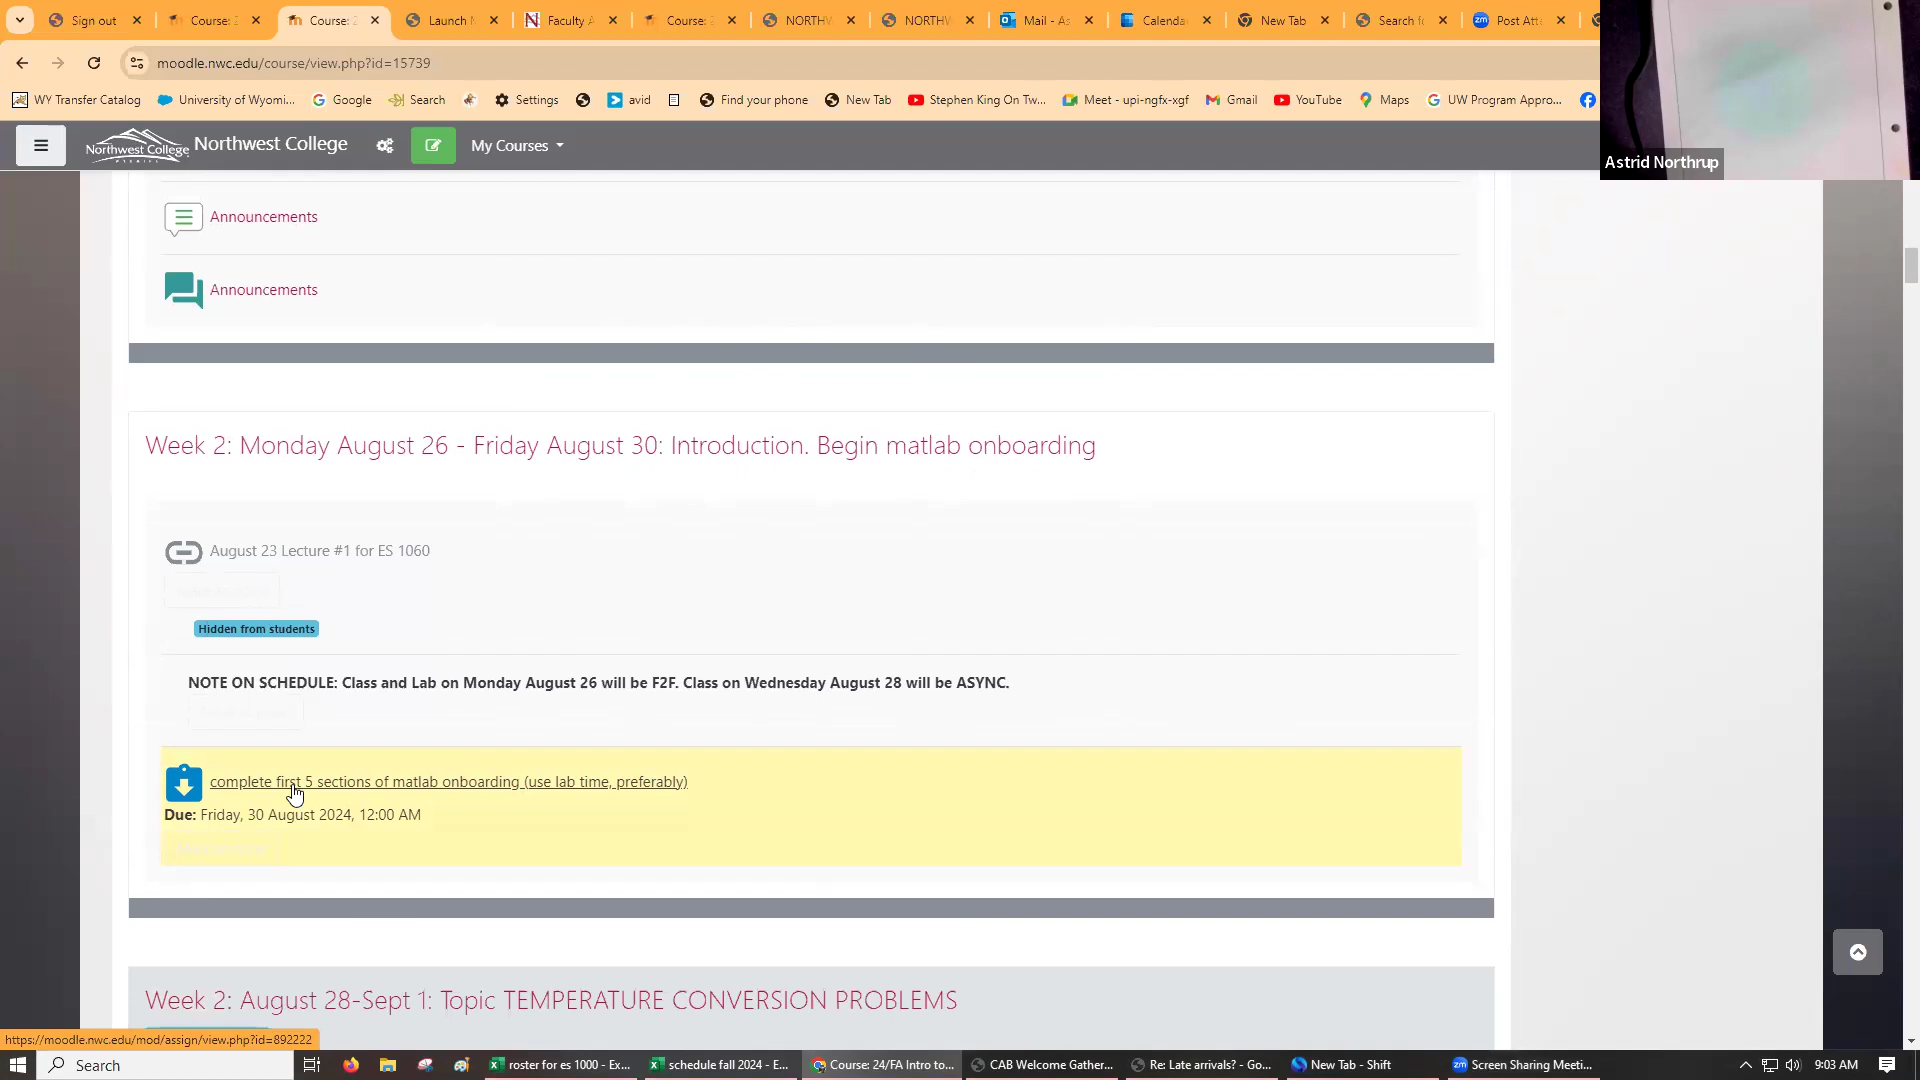 Sign out
Course: 2
Course: 2
Launch M
Faculty A
Course: 2
NORTHW
NORTHW
Mail - As
Calenda
New Tab
Search fo
Post Atte
moodle.nwc.edu/course/view.php?id=15739
WY Transfer Catalog
University of Wyomi...
Google
Search
Settings
avid
Find your phone
New Tab
Stephen King On Tw...
Meet - upi-ngfx-xgf
Gmail
YouTube
Maps
UW Program Appro...
Northwest College
Northwest College
My Courses
Astrid Northrup
Announcements
Announcements
Week 2: Monday August 26 - Friday August 30: Introduction. Begin matlab onboarding
August 23 Lecture #1 for ES 1060
Hidden from students
NOTE ON SCHEDULE: Class and Lab on Monday August 26 will be F2F. Class on Wednesday August 28 will be ASYNC.
complete first 5 sections of matlab onboarding (use lab time, preferably)
Due: Friday, 30 August 2024, 12:00 AM
Week 2: August 28-Sept 1: Topic TEMPERATURE CONVERSION PROBLEMS
https://moodle.nwc.edu/mod/assign/view.php?id=892222
Search
roster for es 1000 - Ex...
schedule fall 2024 - E...
Course: 24/FA Intro to...
CAB Welcome Gather...
Re: Late arrivals? - Go...
New Tab - Shift
Screen Sharing Meeti...
9:03 AM